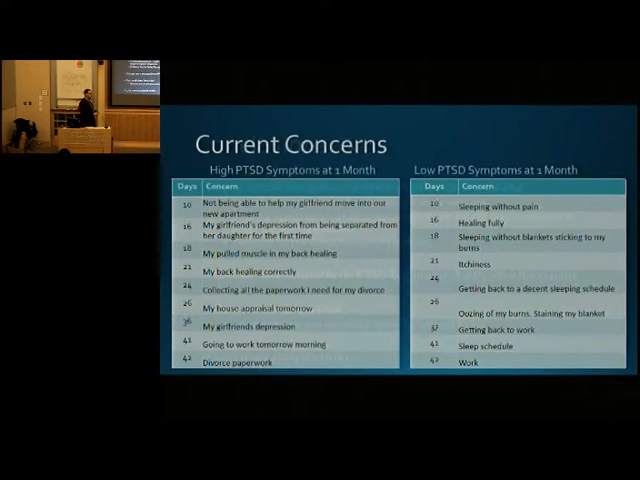 Current Concerns
High PTSD Symptoms at 1 Month
Low PTSD Symptoms at 1 Month
Days Concern
10 Not being able to help my girlfriend move into our
new apartment
16 My girlfriend's depression from being separated from
her daughter for the first time
18 My pulled muscle in my back healing
21 My back healing correctly
24 Collecting all the paperwork I need for my divorce
26 My house appraisal tomorrow
36 My girlfriends depression
41 Going to work tomorrow morning
42 Divorce paperwork
Days Concern
10 Sleeping without pain
16 Healing fully
18 Sleeping without blankets sticking to my
burns
21 Itchiness
24 Getting back to a decent sleeping schedule
26 Oozing of my burns. Staining my blanket
Getting back to work
41 Sleep schedule
42 Work